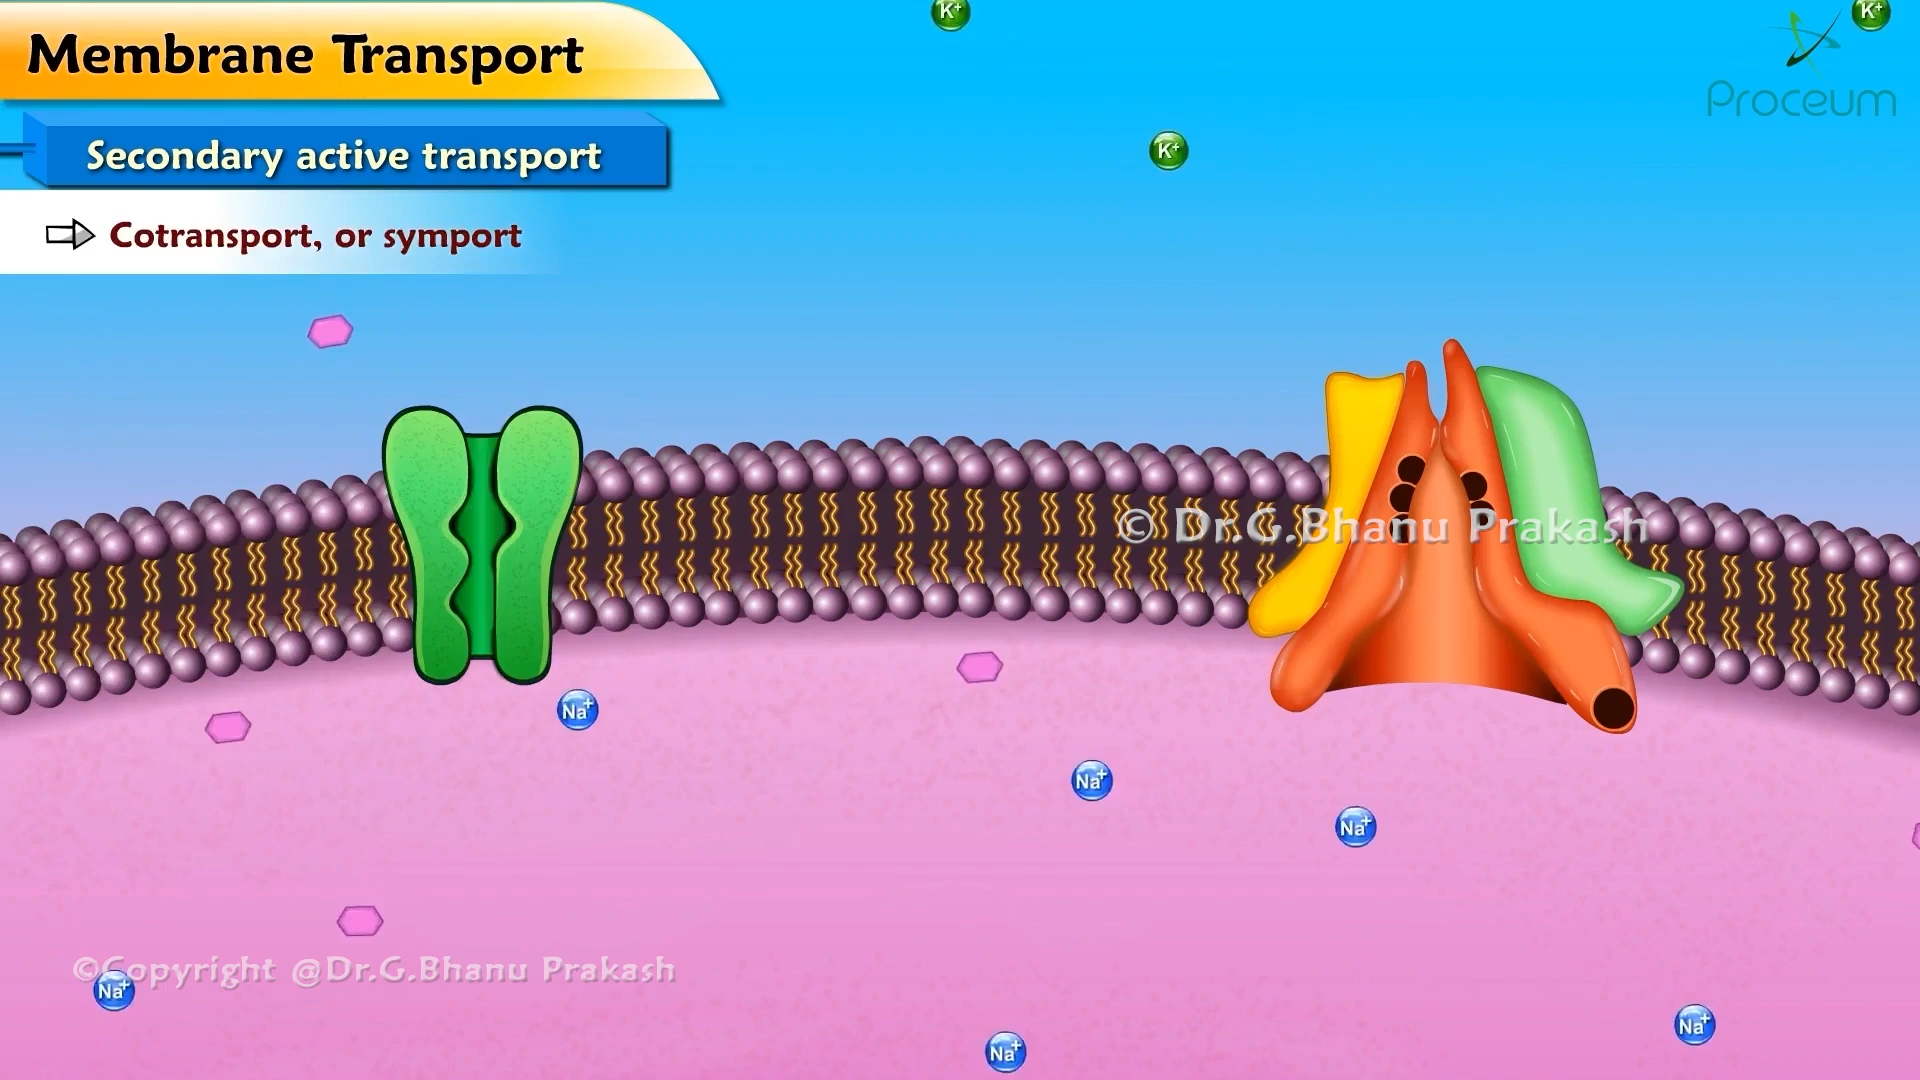 K+
K+
Membrane Transport
Proceum
Secondary active transport
K+
Cotransport, or symport
© Dr.G.Bhanu Prakash
Na+
Na+
Na+
©Copyright @Dr.G.Bhanu Prakash
Na+
Na+
Na+